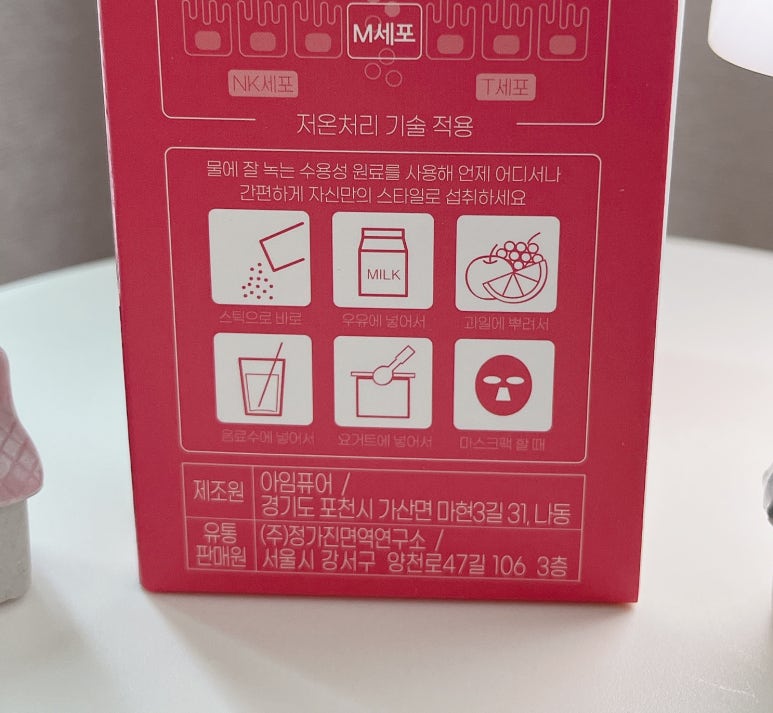 M세포
NK세포
T세포
저온처리 기술 적용
물에 잘 녹는 수용성 원료를 사용해 언제 어디서나
간편하게 자신만의 스타일로 섭취하세요
MILK
스틱으로 바로
우유에 넣어서
과일에 뿌려서
음료수에 넣어서
요거트에 넣어서
마스크팩 할 때
제조원
아임퓨어 /
경기도 포천시 가산면 마현3길 31, 나동
유통
판매원
(주)정가진면역연구소 /
서울시 강서구 양천로47길 106 3층